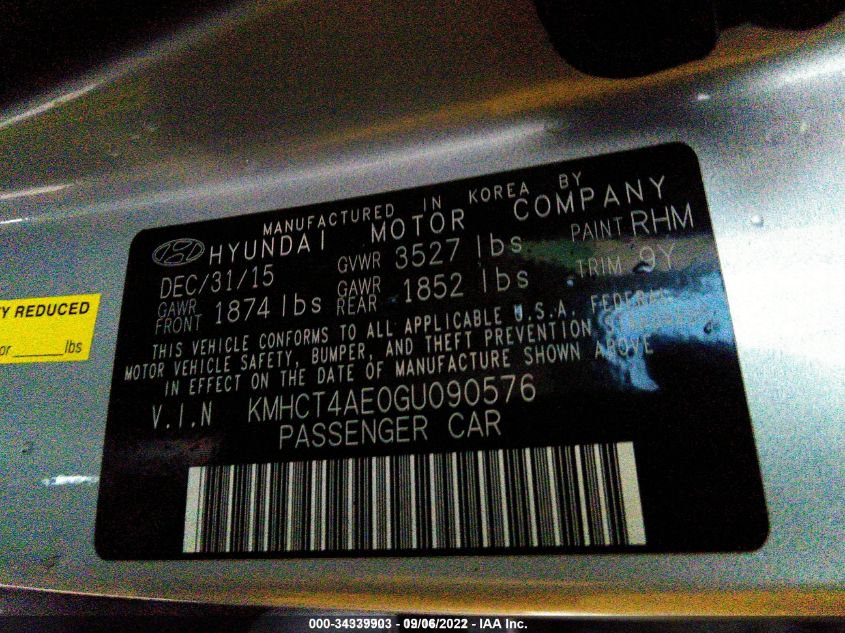 MANUFACTURED IN KOREA BY
HYUNDAI MOTOR COMPANY
DEC/31/15 GVWR 3527 lbs PAINT RHM
GAWR FRONT 1874 lbs GAWR REAR 1852 lbs TRIM 9Y
THIS VEHICLE CONFORMS TO ALL APPLICABLE U.S.A. FEDERAL
MOTOR VEHICLE SAFETY, BUMPER, AND THEFT PREVENTION
IN EFFECT ON THE DATE OF MANUFACTURE SHOWN ABOVE
V.I.N KMHCT4AE0GU090576
PASSENGER CAR
REDUCED
or ______ lbs
000-34339903 - 09/06/2022 - IAA Inc.